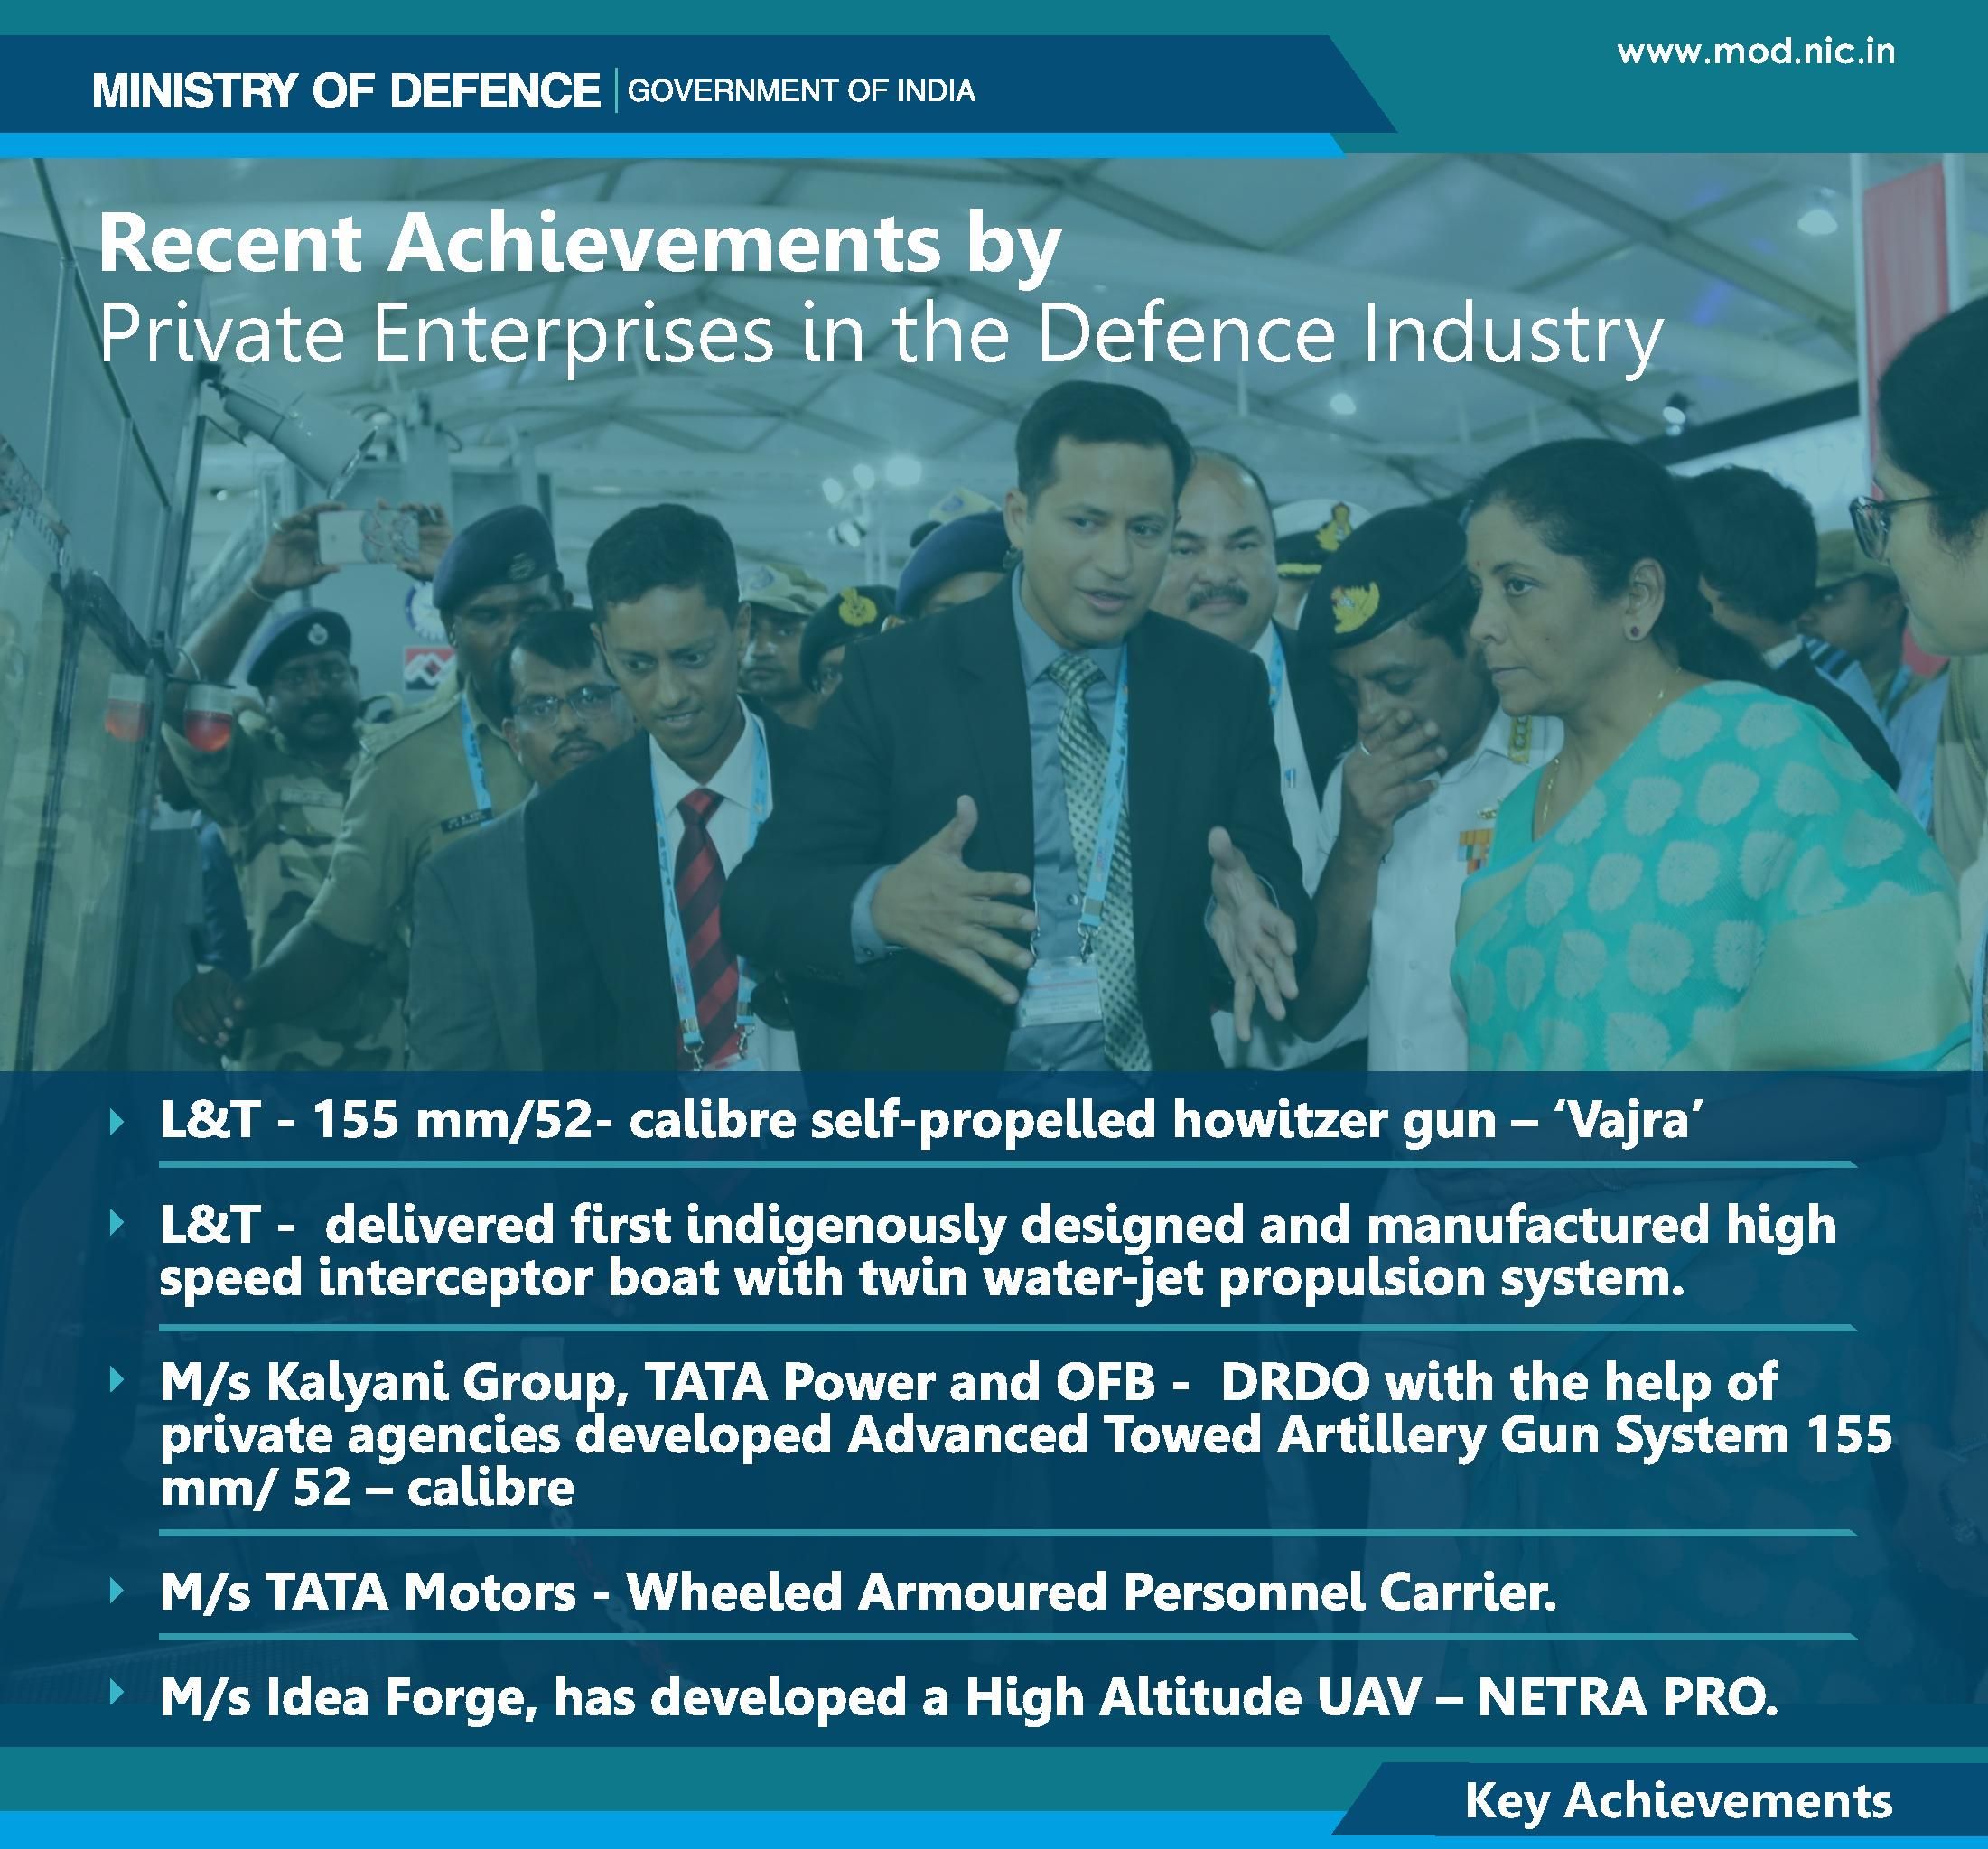 www.mod.nic.in
MINISTRY OF DEFENCE | GOVERNMENT OF INDIA
Recent Achievements by
Private Enterprises in the Defence Industry
L&T - 155 mm/52- calibre self-propelled howitzer gun – ‘Vajra’
L&T - delivered first indigenously designed and manufactured high
speed interceptor boat with twin water-jet propulsion system.
M/s Kalyani Group, TATA Power and OFB - DRDO with the help of
private agencies developed Advanced Towed Artillery Gun System 155
mm/ 52 – calibre
M/s TATA Motors - Wheeled Armoured Personnel Carrier.
M/s Idea Forge, has developed a High Altitude UAV – NETRA PRO.
Key Achievements